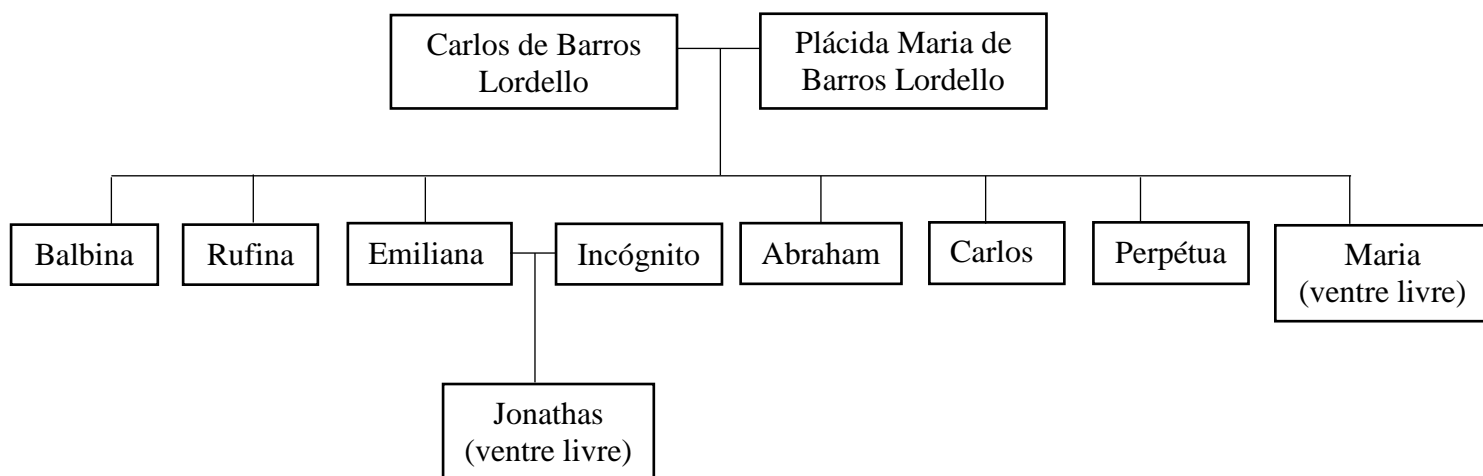 Carlos de Barros
Lordello
Plácida Maria de
Barros Lordello
Balbina
Rufina
Emiliana
Incógnito
Abraham
Carlos
Perpétua
Maria
(ventre livre)
Jonathas
(ventre livre)